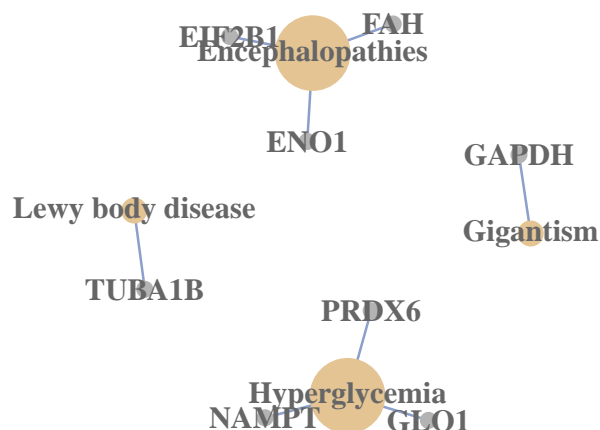 FAH
EIF2B1
Encephalopathies
ENO1
GAPDH
Lewy body disease
Gigantism
TUBA1B
PRDX6
Hyperglycemia
NAMPT
GLO1